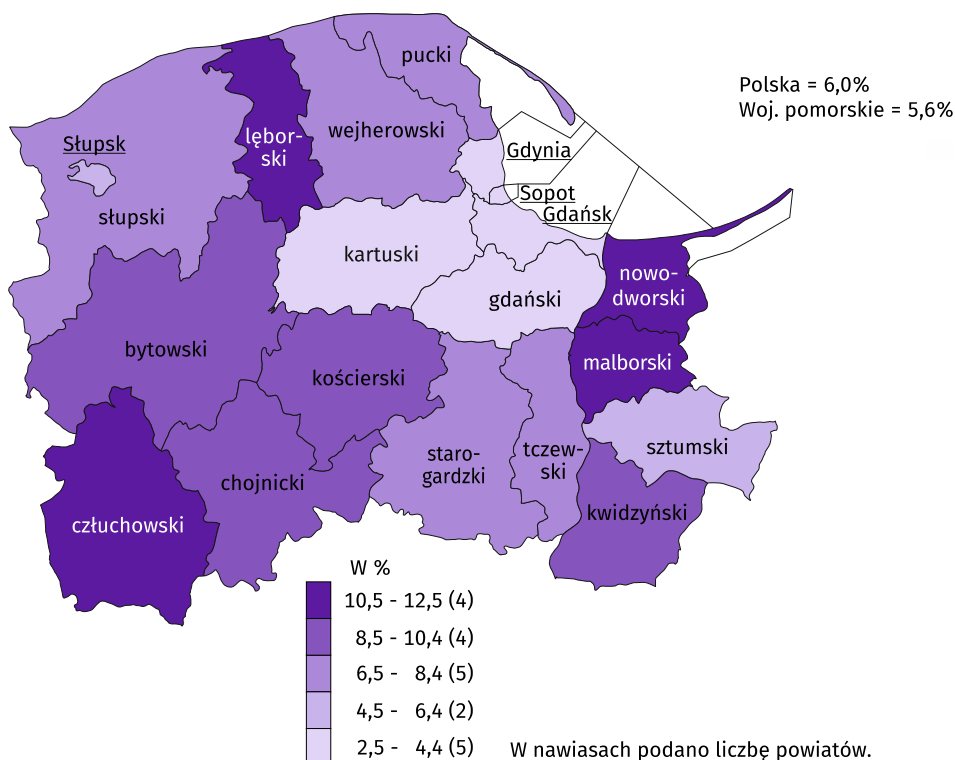 pucki
Polska = 6,0%
Woj. pomorskie = 5,6%
lębor-
ski
wejherowski
Słupsk
Gdynia
słupski
Sopot
Gdańsk
kartuski
gdański
nowo-
dworski
bytowski
kościerski
malborski
staro-
gardzki
tczew-
ski
sztumski
chojnicki
człuchowski
kwidzyński
W %
10,5 - 12,5 (4)
8,5 - 10,4 (4)
6,5 - 8,4 (5)
4,5 - 6,4 (2)
2,5 - 4,4 (5)
W nawiasach podano liczbę powiatów.